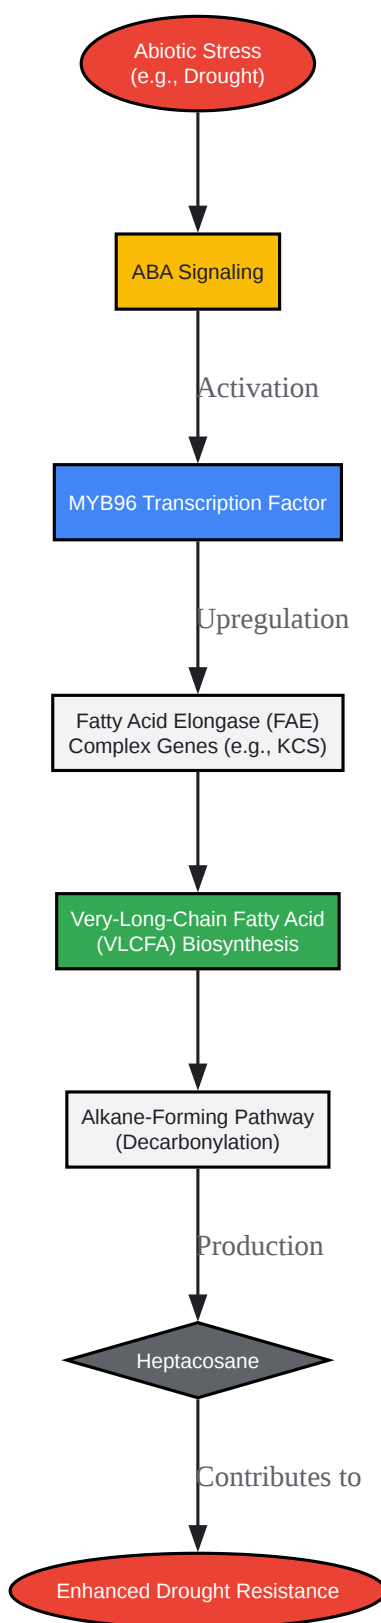 Abiotic Stress
(e.g., Drought)
ABA Signaling
Activation
MYB96 Transcription Factor
Upregulation
Fatty Acid Elongase (FAE)
Complex Genes (e.g., KCS)
Very-Long-Chain Fatty Acid
(VLCFA) Biosynthesis
Alkane-Forming Pathway
(Decarbonylation)
Production
Heptacosane
Contributes to
Enhanced Drought Resistance